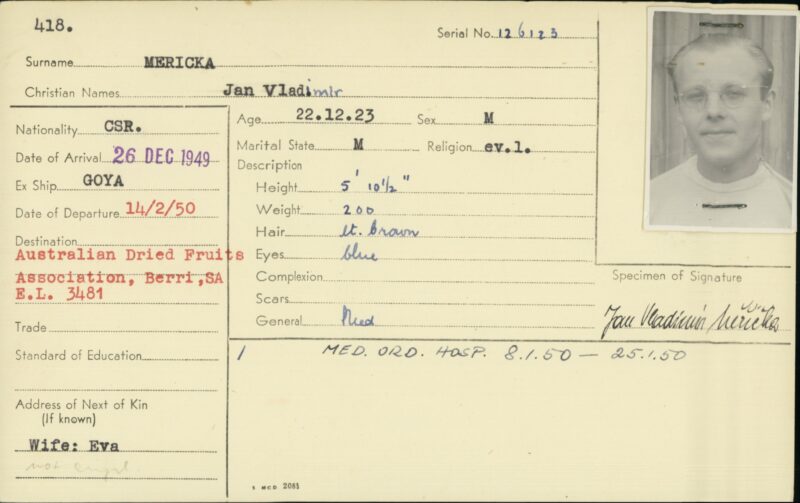 418.
Serial No. 126123
Surname MERICKA
Christian Names Jan Vladimir
Nationality CSR.
Date of Arrival 26 DEC 1949
Ex Ship GOYA
Date of Departure 14/2/50
Destination
Australian Dried Fruits
Association, Berri,SA
E.L. 3481
Trade
Standard of Education
Address of Next of Kin
(If known)
Wife: Eva
Age 22.12.23 Sex M
Marital State M Religion ev.l.
Description
Height 5' 10½"
Weight 200
Hair lt. brown
Eyes blue
Complexion
Scars
General Med
1 MED. ORD. HOSP. 8.1.50 — 25.1.50
Specimen of Signature
Jan Vladimír Měřička
S MCD 2085